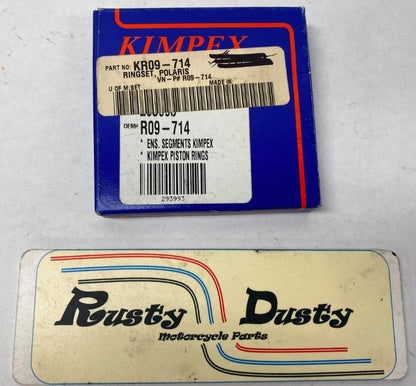 KIMPEX
PART NO: KR09-714
RINGSET, POLARIS
VN-P# R09-714
U OF M:SET MADE IN
OEM# R09-714
* ENS. SEGMENTS KIMPEX
* KIMPEX PISTON RINGS
293993
Rusty Dusty
Motorcycle Parts